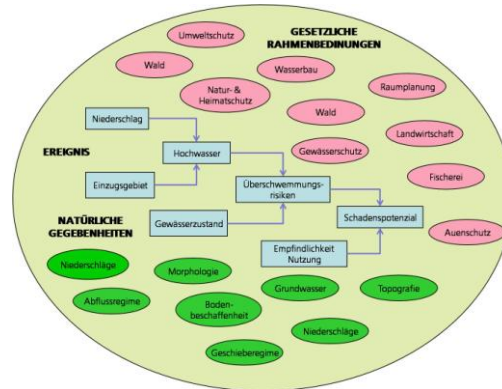 Umweltschutz
GESETZLICHE
RAHMENBEDINUNGEN
Wald
Wasserbau
Natur- &
Heimatschutz
Raumplanung
Niederschlag
Wald
Landwirtschaft
EREIGNIS
Hochwasser
Gewässerschutz
Fischerei
Einzugsgebiet
Überschwemmungs-
risiken
NATÜRLICHE
GEGEBENHEITEN
Gewässerzustand
Schadenspotenzial
Auenschutz
Empfindlichkeit
Nutzung
Niederschläge
Morphologie
Grundwasser
Topografie
Abflussregime
Boden-
beschaffenheit
Niederschläge
Geschieberegime